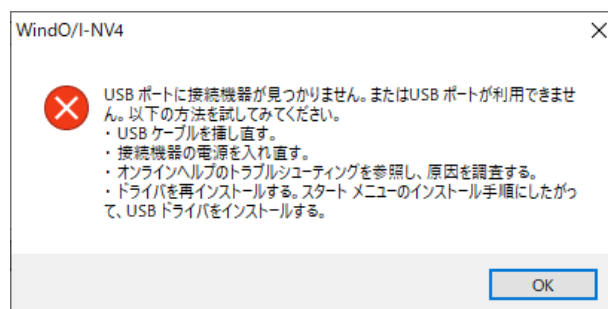 WindO/I-NV4
USB ポートに接続機器が見つかりません。またはUSB ポートが利用できませ
ん。以下の方法を試してみてください。
・ USB ケーブルを挿し直す。
・ 接続機器の電源を入れ直す。
・ オンラインヘルプのトラブルシューティングを参照し、原因を調査する。
・ ドライバを再インストールする。スタート メニューのインストール手順にしたがっ
て、USB ドライバをインストールする。
OK